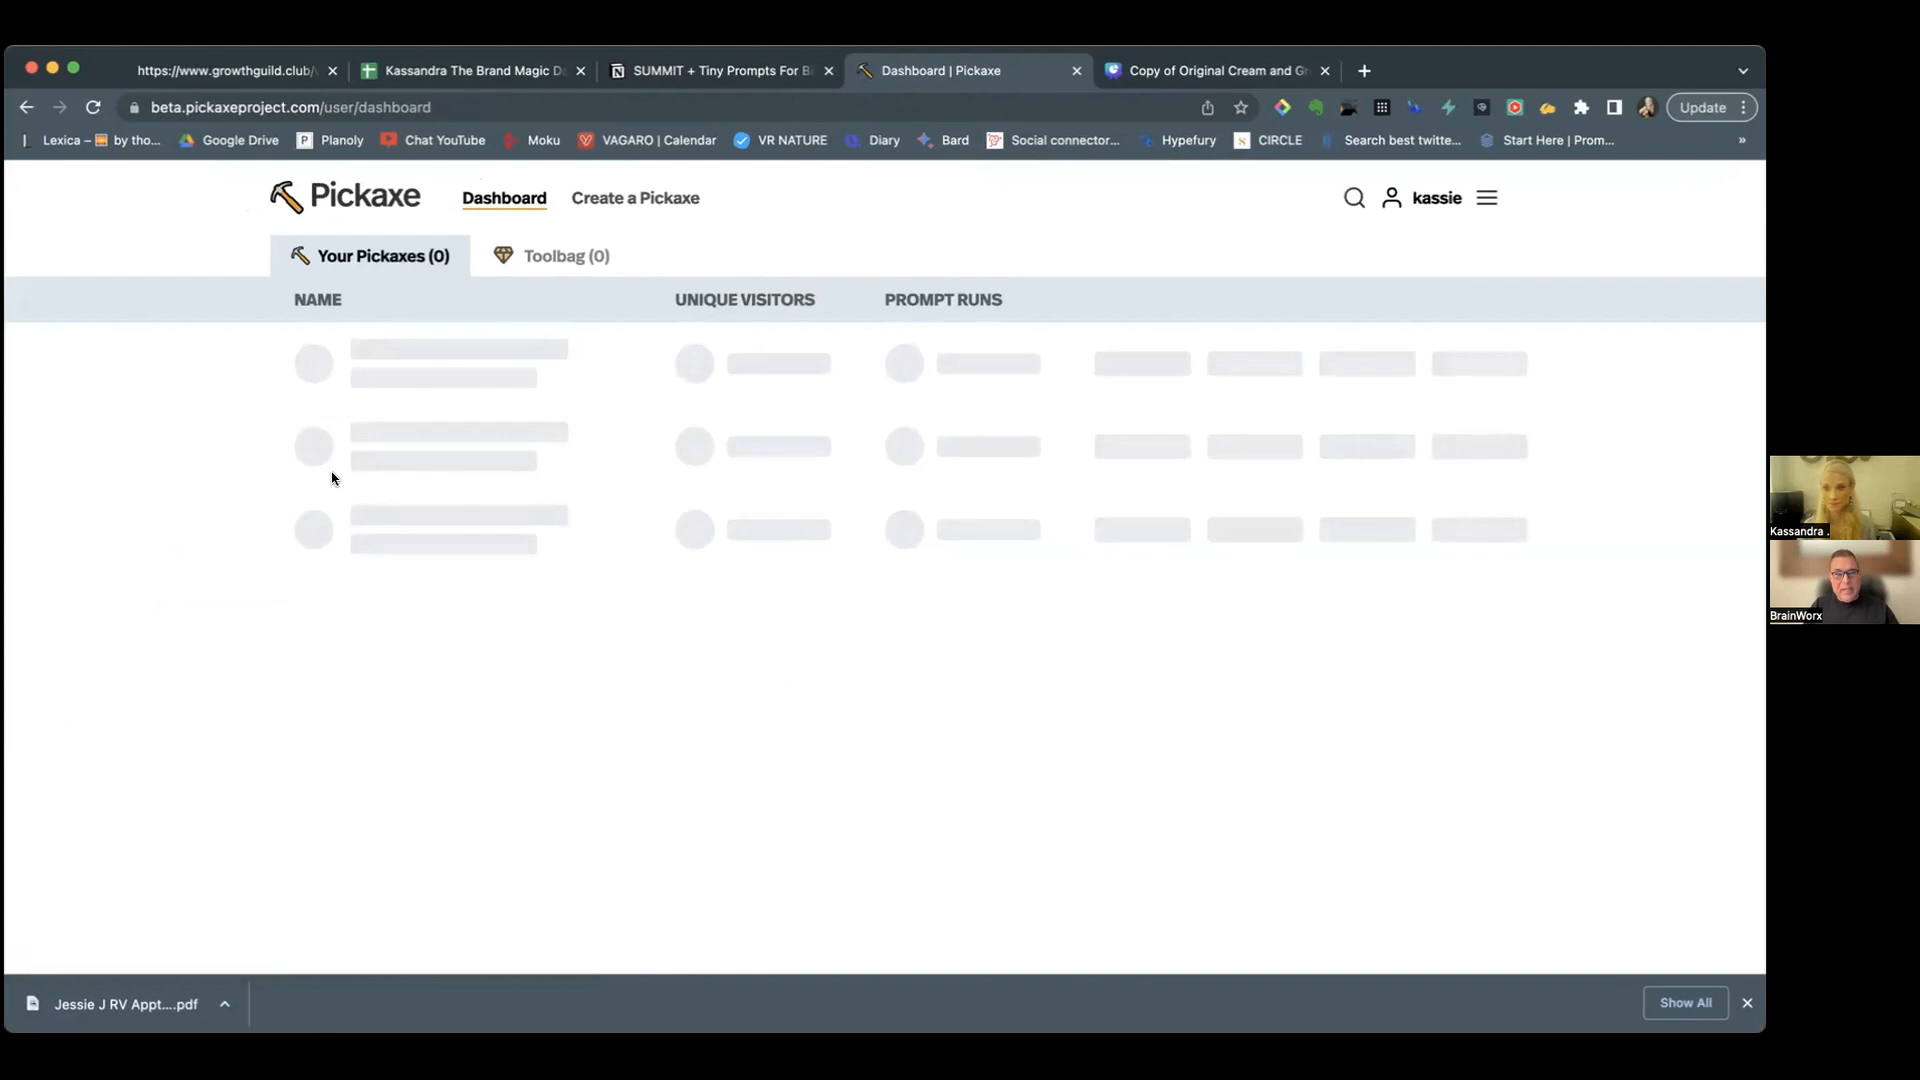 https://www.growthguild.club/
Kassandra The Brand Magic D
SUMMIT + Tiny Prompts For B
Dashboard | Pickaxe
Copy of Original Cream and Gr
beta.pickaxeproject.com/user/dashboard
Update
Lexica – by tho...
Google Drive
Planoly
Chat YouTube
Moku
VAGARO | Calendar
VR NATURE
Diary
Bard
Social connector...
Hypefury
CIRCLE
Search best twitte...
Start Here | Prom...
»
Pickaxe
Dashboard
Create a Pickaxe
kassie
Your Pickaxes (0)
Toolbag (0)
NAME
UNIQUE VISITORS
PROMPT RUNS
Kassandra .
BrainWorx
Jessie J RV Appt....pdf
Show All